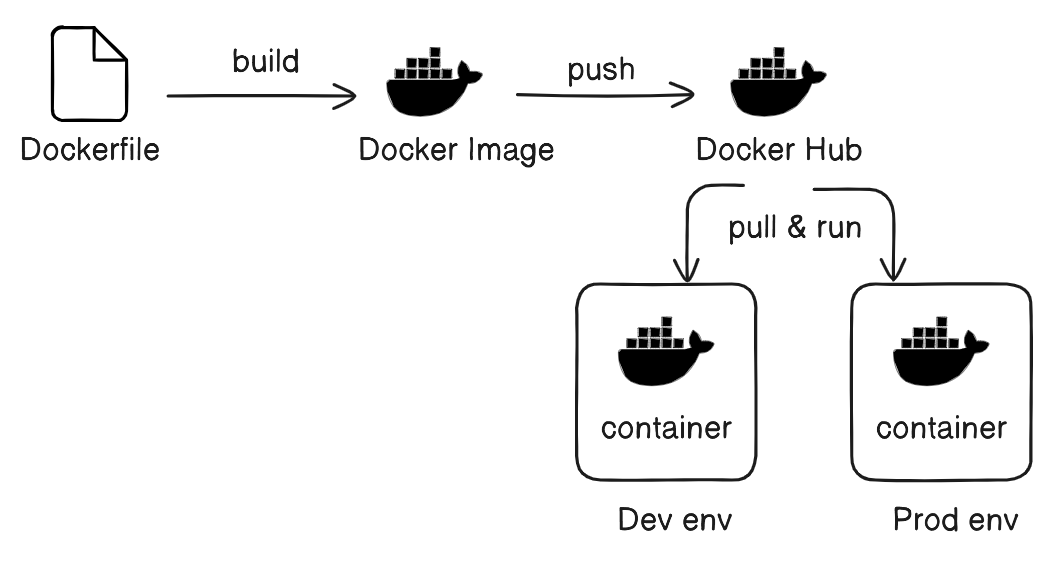 build
push
Dockerfile
Docker Image
Docker Hub
pull & run
container
container
Dev env
Prod env